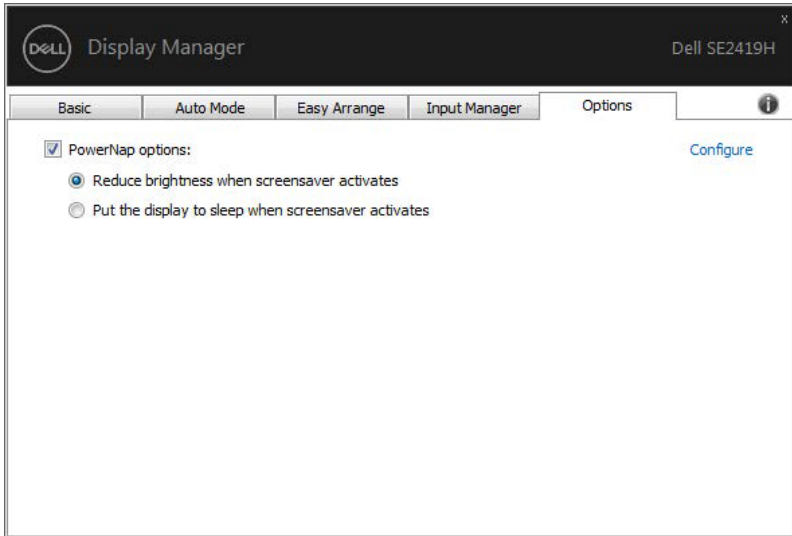 x
DELL Display Manager Dell SE2419H
Basic Auto Mode Easy Arrange Input Manager Options i
PowerNap options: Configure
Reduce brightness when screensaver activates
Put the display to sleep when screensaver activates